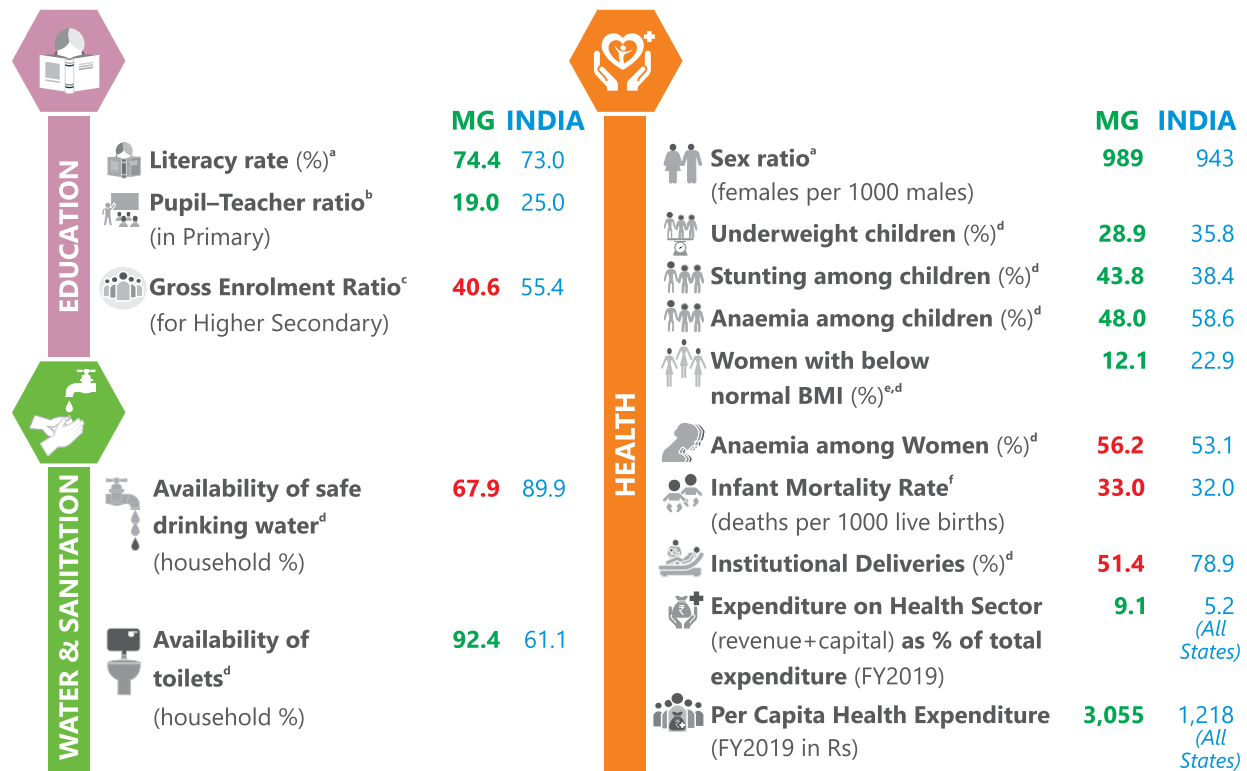 EDUCATION
MG INDIA
Literacy rate (%)ᵃ 74.4 73.0
Pupil–Teacher ratioᵇ 19.0 25.0
(in Primary)
Gross Enrolment Ratioᶜ 40.6 55.4
(for Higher Secondary)
WATER & SANITATION
Availability of safe 67.9 89.9
drinking waterᵈ
(household %)
Availability of 92.4 61.1
toiletsᵈ
(household %)
HEALTH
MG INDIA
Sex ratioᵃ 989 943
(females per 1000 males)
Underweight children (%)ᵈ 28.9 35.8
Stunting among children (%)ᵈ 43.8 38.4
Anaemia among children (%)ᵈ 48.0 58.6
Women with below 12.1 22.9
normal BMI (%)ᵉ,ᵈ
Anaemia among Women (%)ᵈ 56.2 53.1
Infant Mortality Rateᶠ 33.0 32.0
(deaths per 1000 live births)
Institutional Deliveries (%)ᵈ 51.4 78.9
Expenditure on Health Sector 9.1 5.2
(revenue+capital) as % of total (All
expenditure (FY2019) States)
Per Capita Health Expenditure 3,055 1,218
(FY2019 in Rs) (All
States)